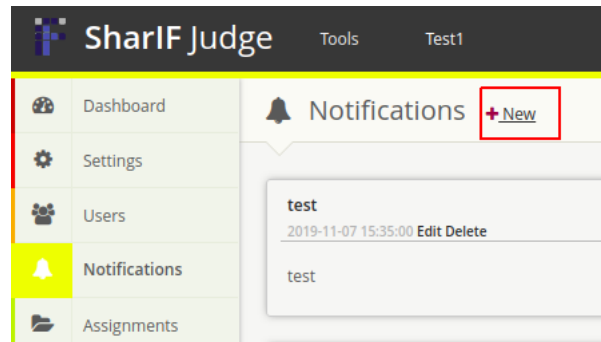 SharIF Judge Tools Test1
Dashboard
Notifications +New
Settings
Users
Notifications
Assignments
test
2019-11-07 15:35:00 Edit Delete
test